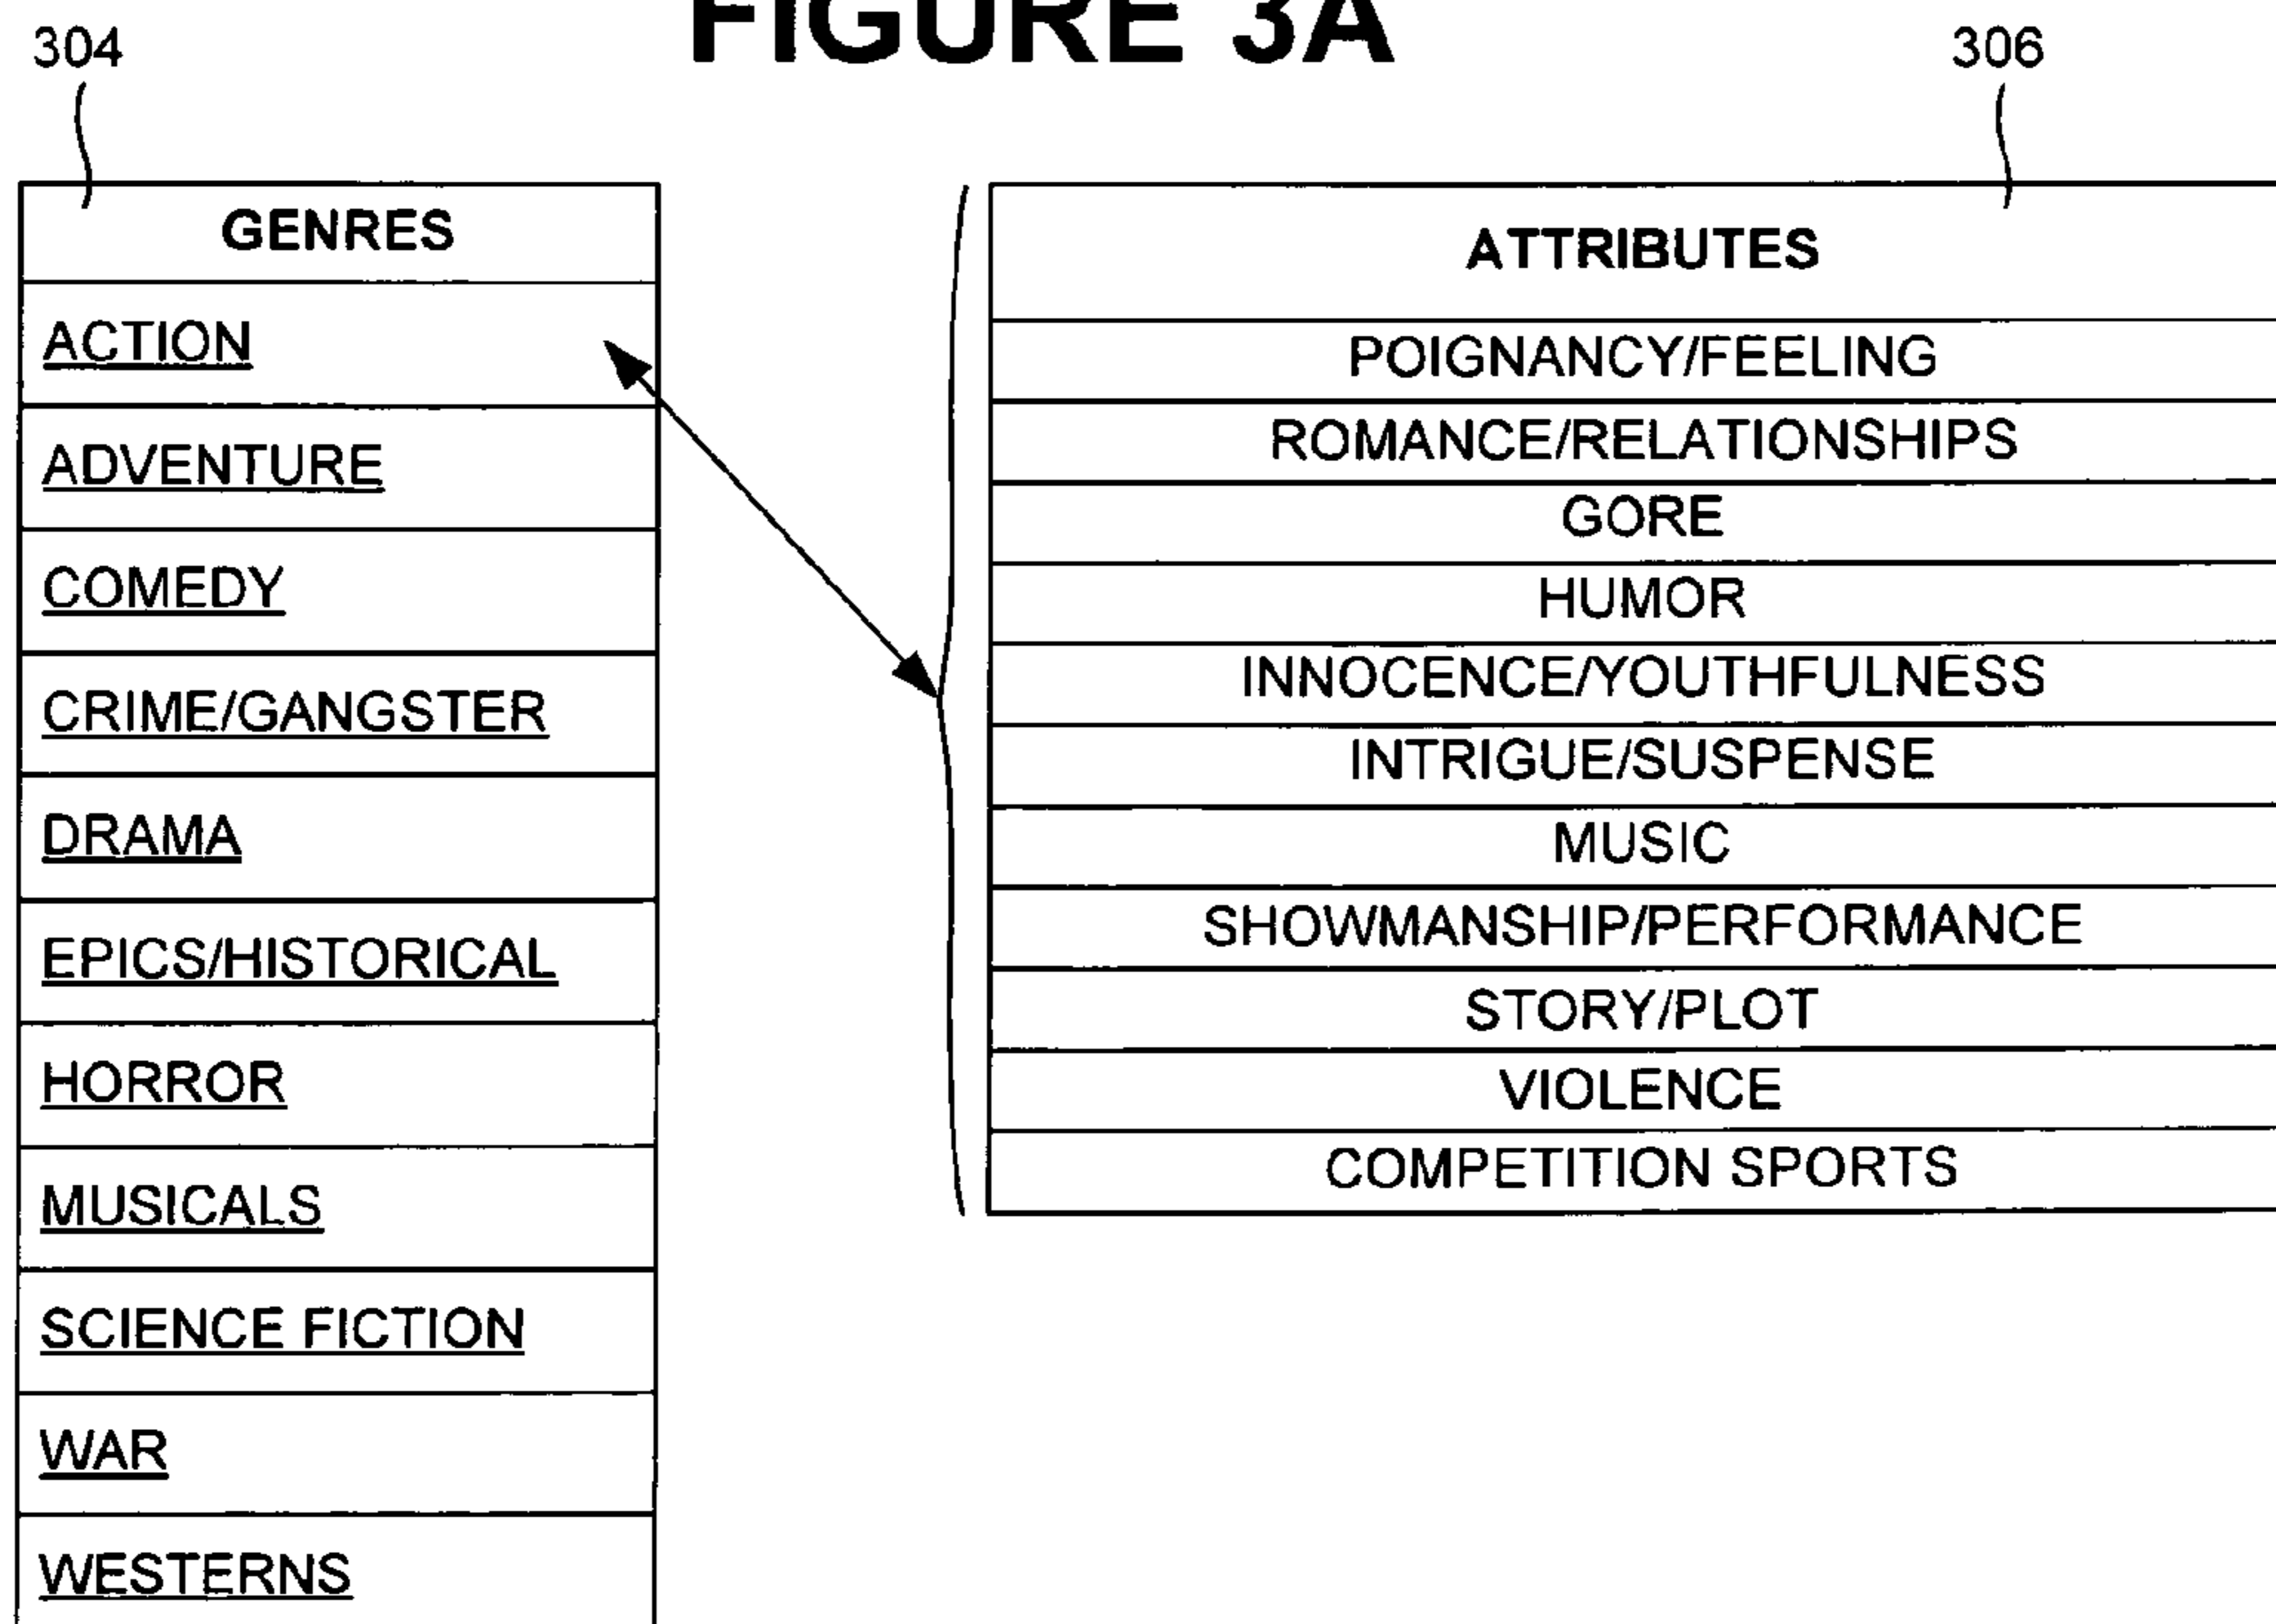 FIGURE 3A
304
306
GENRES
ACTION
ADVENTURE
COMEDY
CRIME/GANGSTER
DRAMA
EPICS/HISTORICAL
HORROR
MUSICALS
SCIENCE FICTION
WAR
WESTERNS
ATTRIBUTES
POIGNANCY/FEELING
ROMANCE/RELATIONSHIPS
GORE
HUMOR
INNOCENCE/YOUTHFULNESS
INTRIGUE/SUSPENSE
MUSIC
SHOWMANSHIP/PERFORMANCE
STORY/PLOT
VIOLENCE
COMPETITION SPORTS